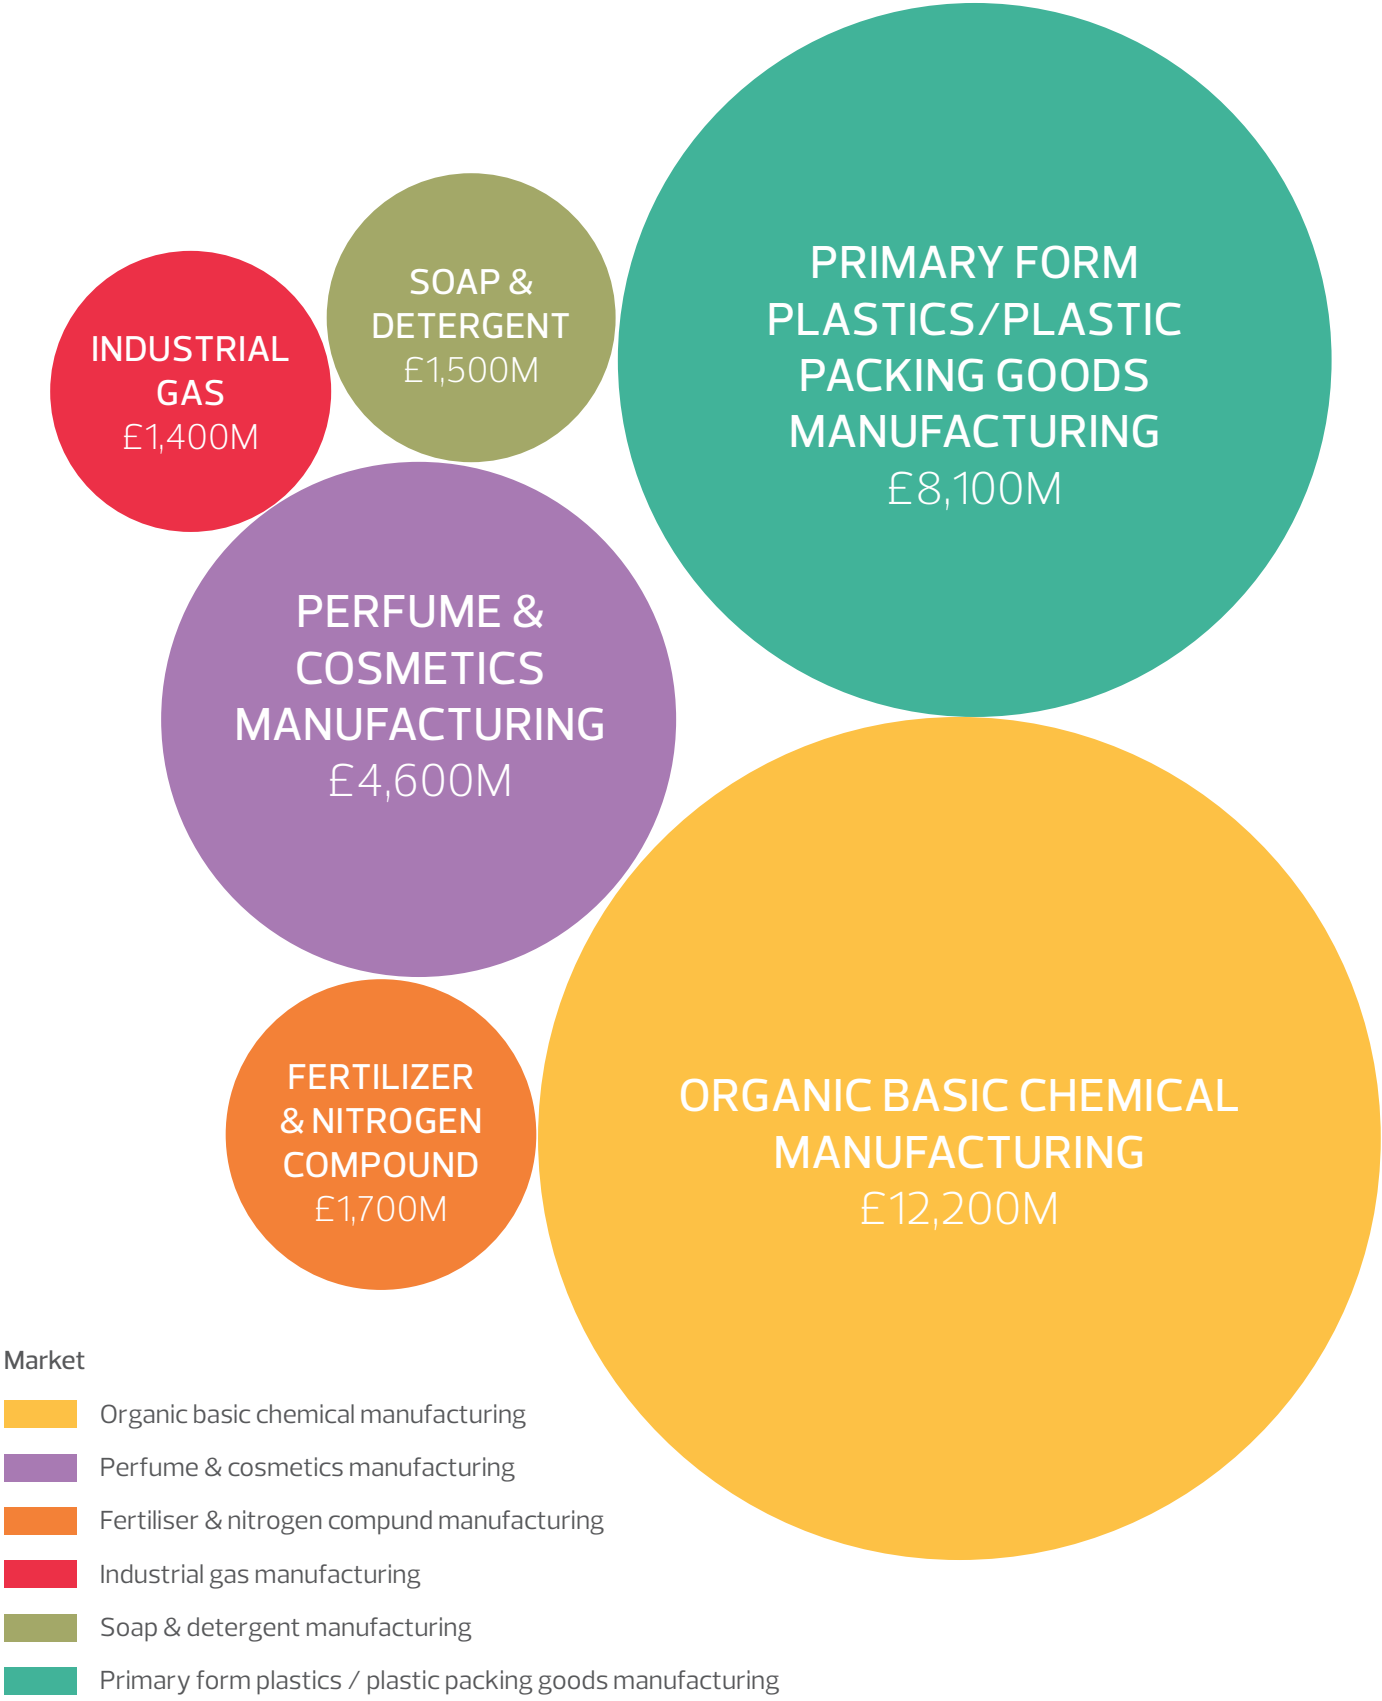 PRIMARY FORM
PLASTICS/PLASTIC
PACKING GOODS
MANUFACTURING
£8,100M
SOAP &
DETERGENT
£1,500M
INDUSTRIAL
GAS
£1,400M
PERFUME &
COSMETICS
MANUFACTURING
£4,600M
FERTILIZER
& NITROGEN
COMPOUND
£1,700M
ORGANIC BASIC CHEMICAL
MANUFACTURING
£12,200M
Market
Organic basic chemical manufacturing
Perfume & cosmetics manufacturing
Fertiliser & nitrogen compund manufacturing
Industrial gas manufacturing
Soap & detergent manufacturing
Primary form plastics / plastic packing goods manufacturing